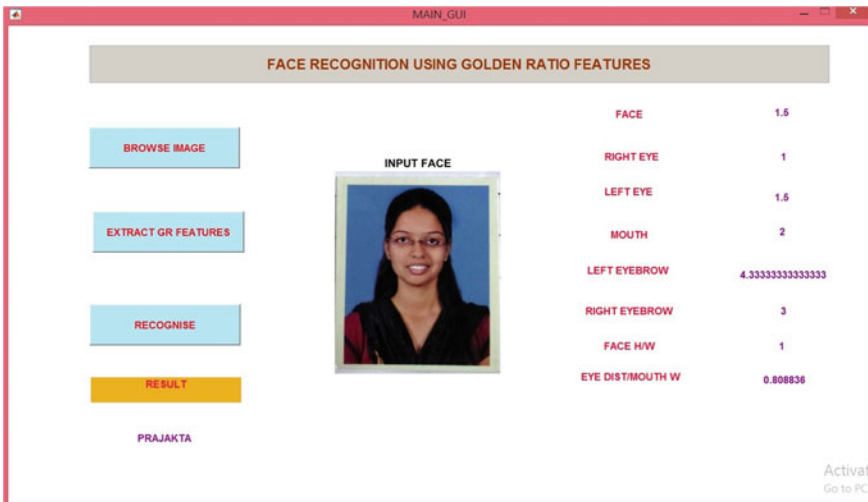 MAIN_GUI
FACE RECOGNITION USING GOLDEN RATIO FEATURES
BROWSE IMAGE
EXTRACT GR FEATURES
RECOGNISE
RESULT
PRAJAKTA
INPUT FACE
FACE 1.5
RIGHT EYE 1
LEFT EYE 1.5
MOUTH 2
LEFT EYEBROW 4.33333333333333
RIGHT EYEBROW 3
FACE H/W 1
EYE DIST/MOUTH W 0.808836
Activat
Go to PC